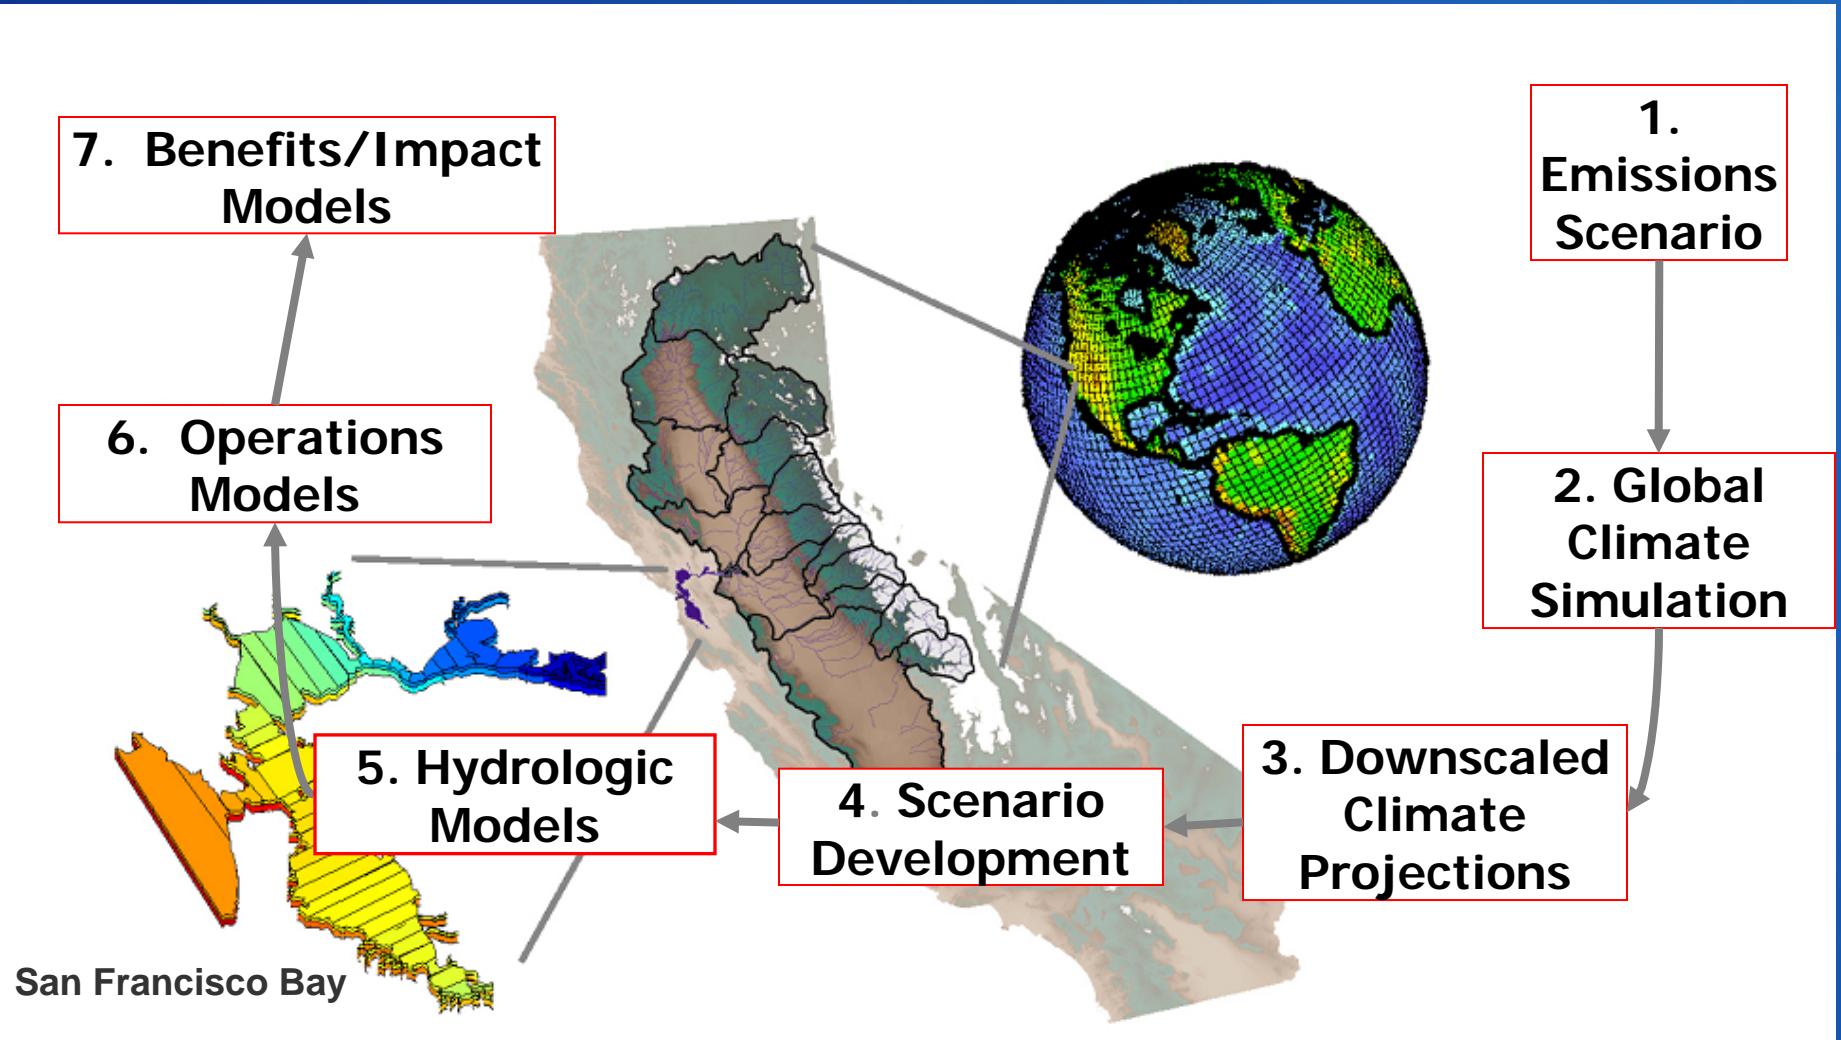 1.
Emissions
Scenario
2. Global
Climate
Simulation
3. Downscaled
Climate
Projections
4. Scenario
Development
5. Hydrologic
Models
6. Operations
Models
7. Benefits/Impact
Models
San Francisco Bay